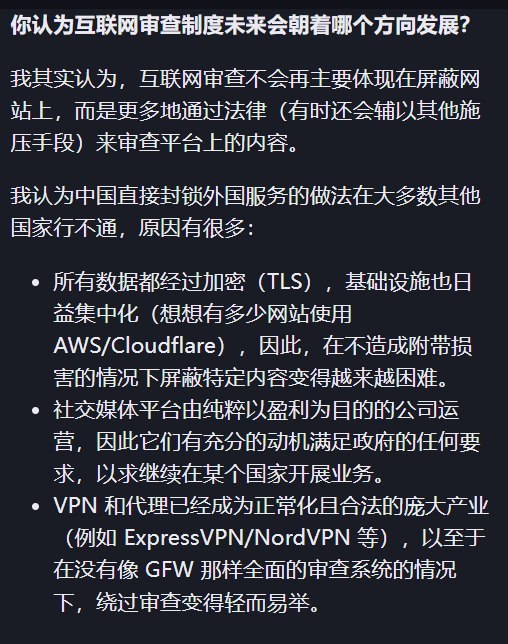 你认为互联网审查制度未来会朝着哪个方向发展?
我其实认为，互联网审查不会再主要体现在屏蔽网
站上，而是更多地通过法律（有时还会辅以其他施
压手段）来审查平台上的内容。
我认为中国直接封锁外国服务的做法在大多数其他
国家行不通，原因有很多：
• 所有数据都经过加密（TLS），基础设施也日
益集中化（想想有多少网站使用
AWS/Cloudflare），因此，在不造成附带损
害的情况下屏蔽特定内容变得越来越困难。
• 社交媒体平台由纯粹以盈利为目的的公司运
营，因此它们有充分的动机满足政府的任何要
求，以求继续在某个国家开展业务。
• VPN 和代理已经成为正常化且合法的庞大产业
（例如 ExpressVPN/NordVPN 等），以至于
在没有像 GFW 那样全面的审查系统的情况
下，绕过审查变得轻而易举。